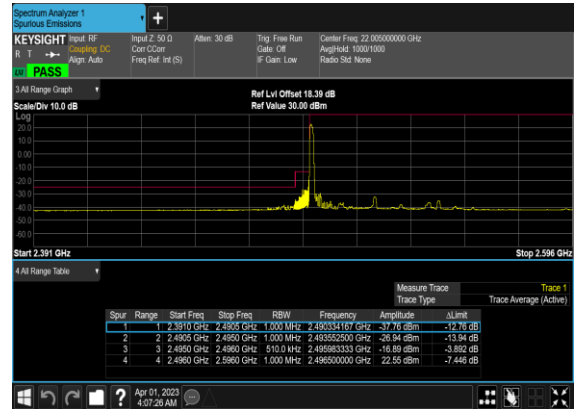 Spectrum Analyzer 1
Spurious Emissions
+
KEYSIGHT Input: RF Input Z: 50 Ω Atten: 30 dB Trig: Free Run Center Freq: 22.005000000 GHz
R T Coupling: DC Corr CCorr Gate: Off Avg|Hold: 1000/1000
Align: Auto Freq Ref: Int (S) IF Gain: Low Radio Std: None
LXI PASS
3 All Range Graph
Ref Lvl Offset 18.39 dB
Scale/Div 10.0 dB Ref Value 30.00 dBm
Log
20.0
10.0
0.00
-10.0
-20.0
-30.0
-40.0
-50.0
-60.0
Start 2.391 GHz Stop 2.596 GHz
4 All Range Table
Measure Trace Trace 1
Trace Type Trace Average (Active)
Spur Range Start Freq Stop Freq RBW Frequency Amplitude ΔLimit
1 1 2.3910 GHz 2.4905 GHz 1.000 MHz 2.490334167 GHz -37.76 dBm -12.76 dB
2 2 2.4905 GHz 2.4950 GHz 1.000 MHz 2.493552500 GHz -26.94 dBm -13.94 dB
3 3 2.4950 GHz 2.4960 GHz 510.0 kHz 2.495983333 GHz -16.89 dBm -3.892 dB
4 4 2.4960 GHz 2.5960 GHz 1.000 MHz 2.496500000 GHz 22.55 dBm -7.446 dB
? Apr 01, 2023
4:07:26 AM